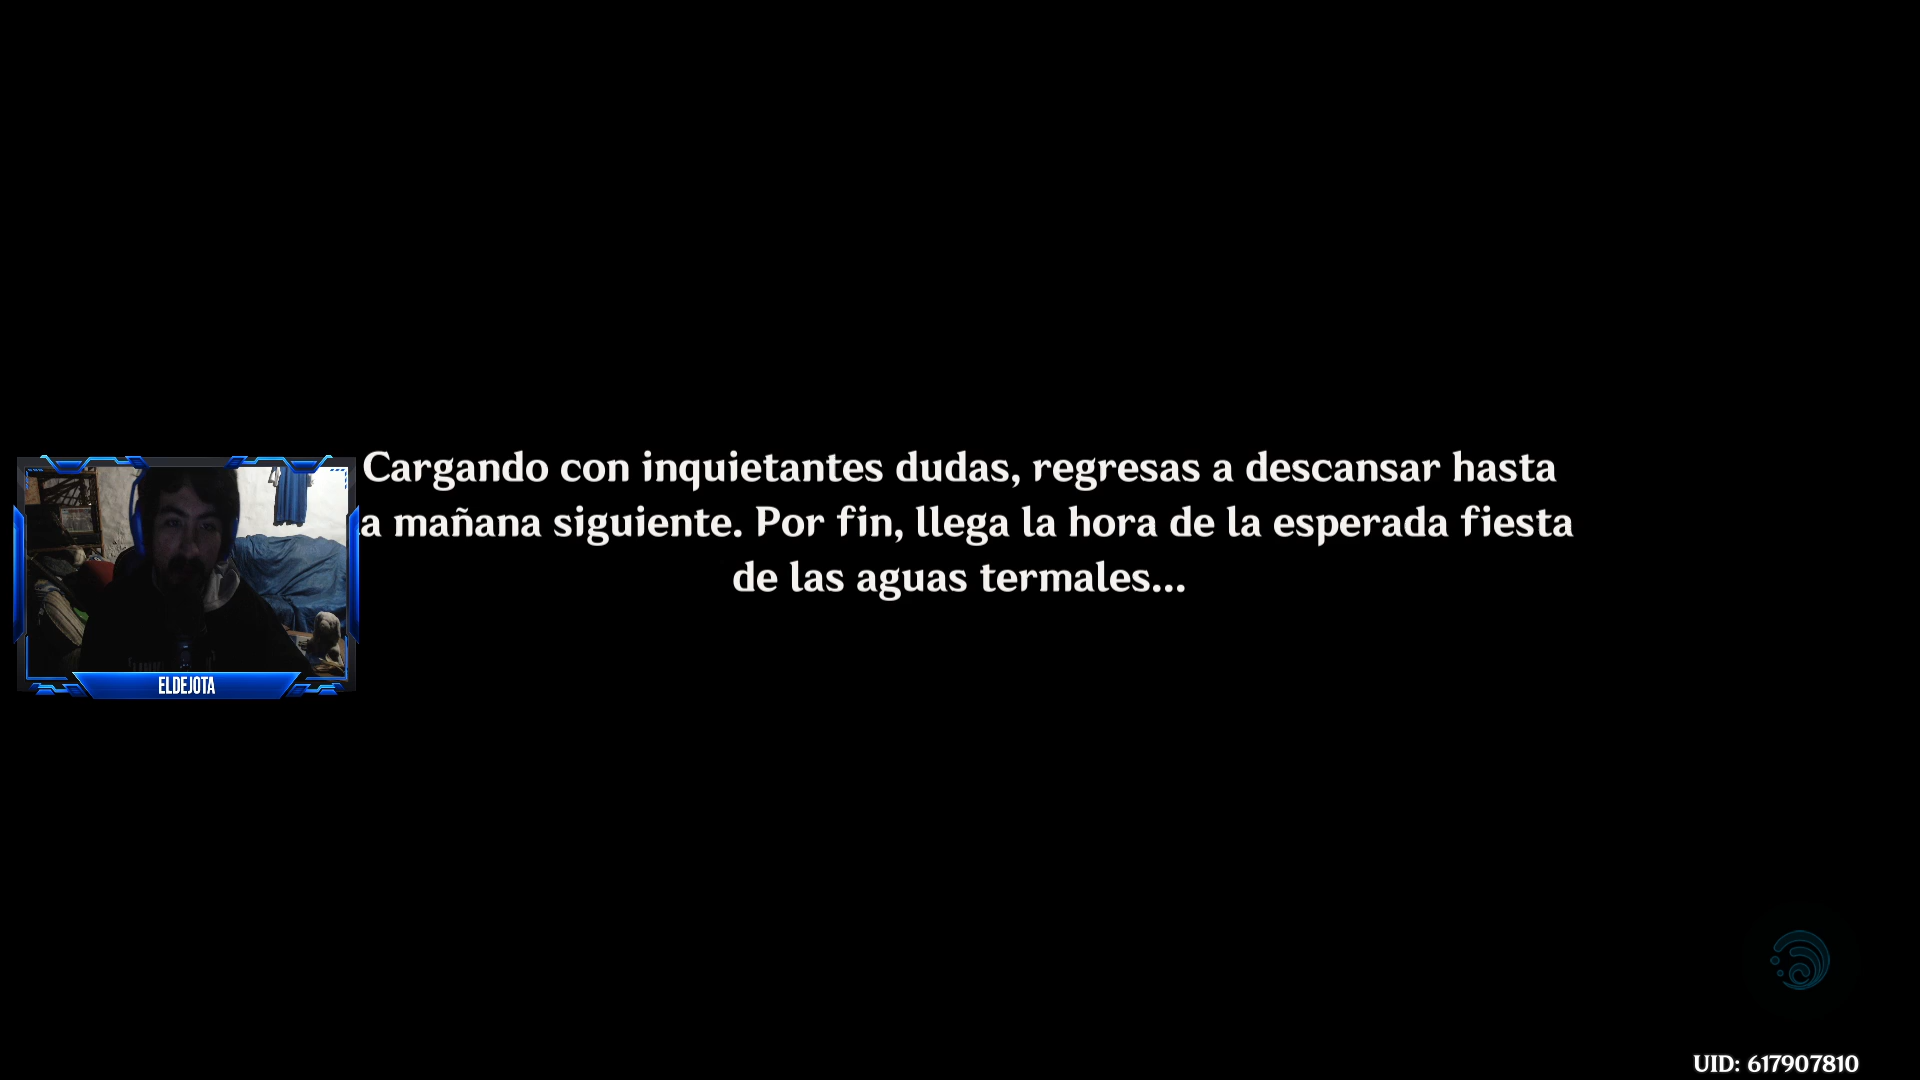 Cargando con inquietantes dudas, regresas a descansar hasta
a mañana siguiente. Por fin, llega la hora de la esperada fiesta
de las aguas termales...
ELDEJOTA
UID: 617907810